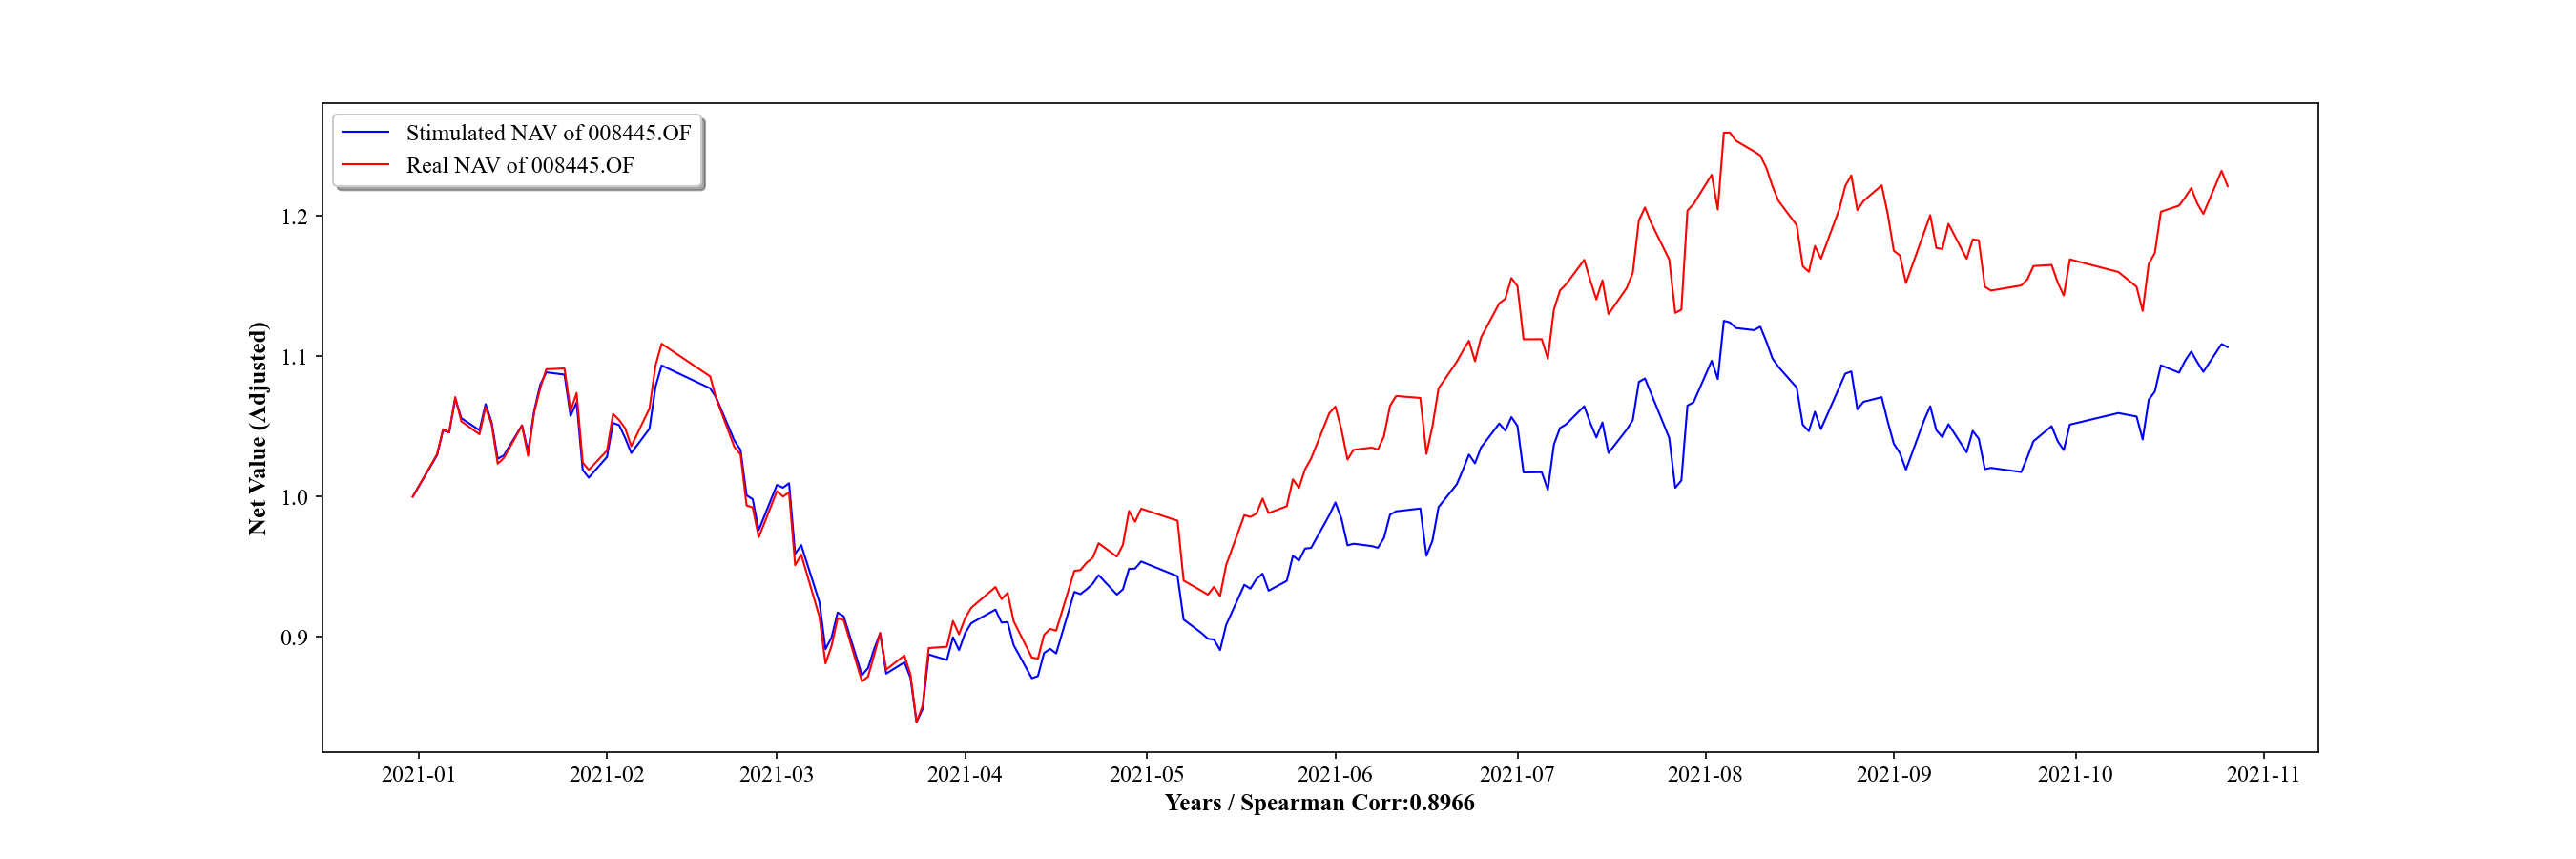 Stimulated NAV of 008445.OF
Real NAV of 008445.OF
Net Value (Adjusted)
1.2
1.1
1.0
0.9
2021-01 2021-02 2021-03 2021-04 2021-05 2021-06 2021-07 2021-08 2021-09 2021-10 2021-11
Years / Spearman Corr:0.8966